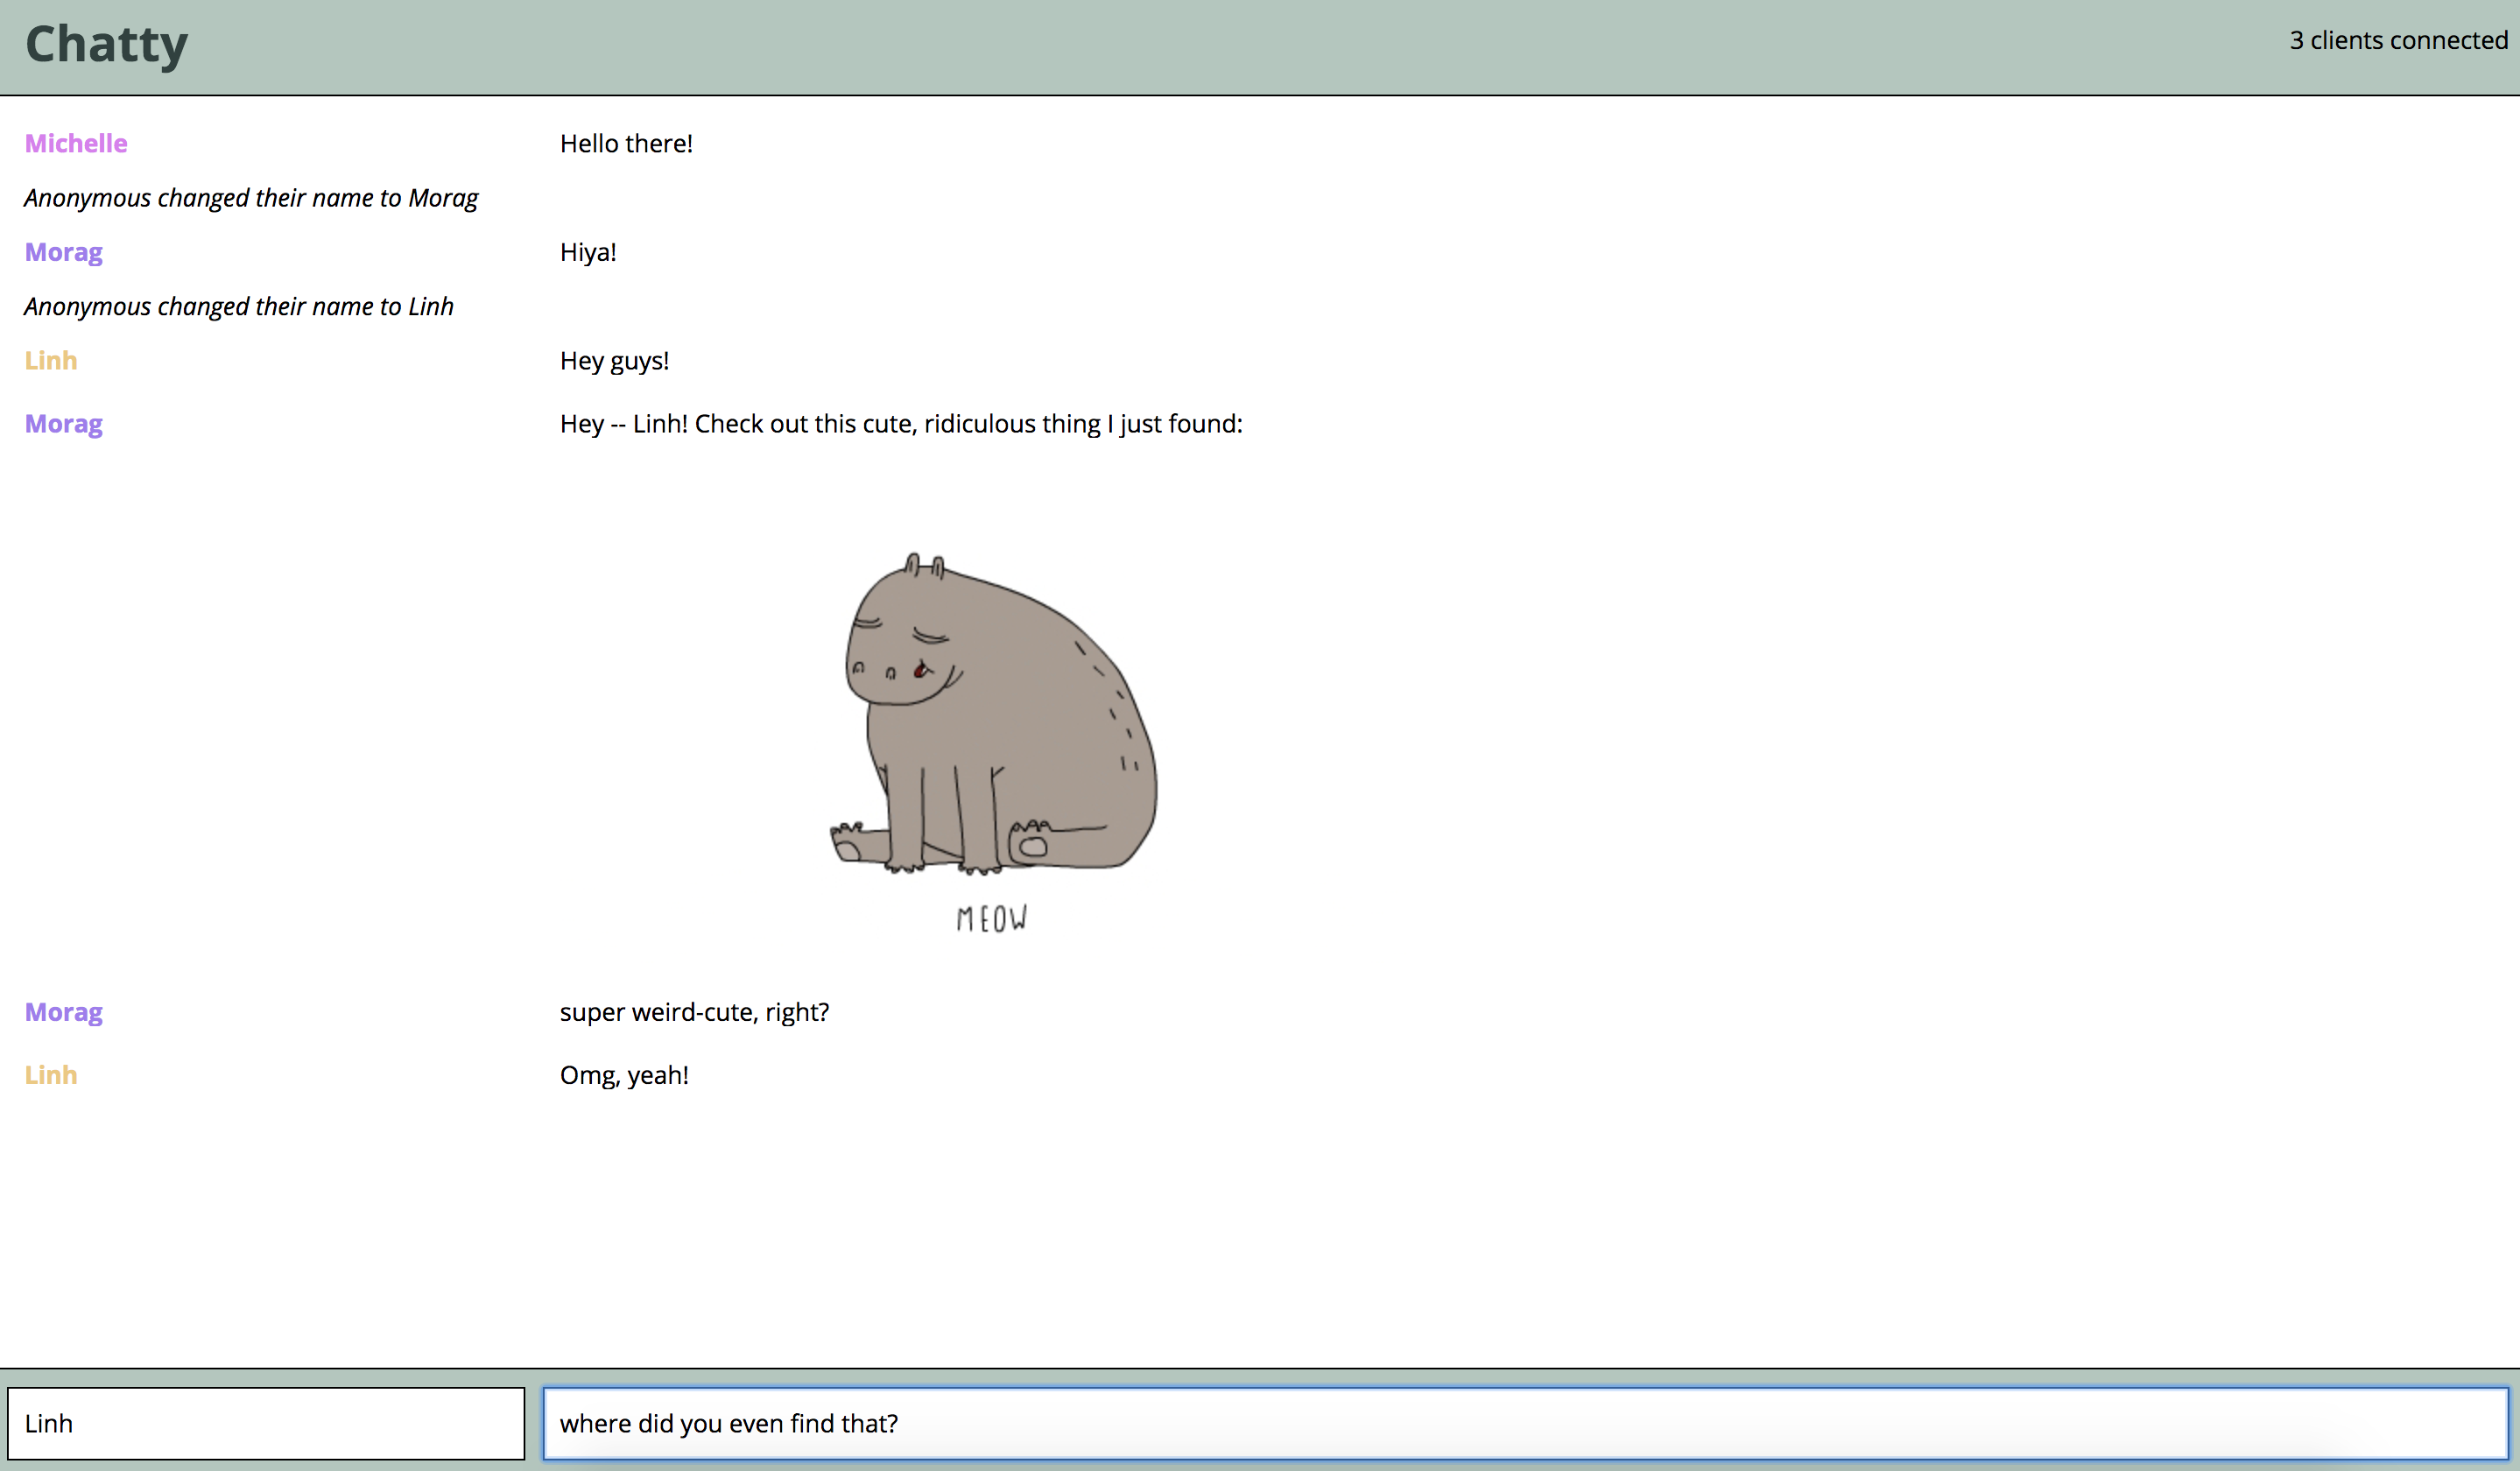 Chatty
3 clients connected
Michelle Hello there!
Anonymous changed their name to Morag
Morag Hiya!
Anonymous changed their name to Linh
Linh Hey guys!
Morag Hey -- Linh! Check out this cute, ridiculous thing I just found:
MEOW
Morag super weird-cute, right?
Linh Omg, yeah!
Linh
where did you even find that?